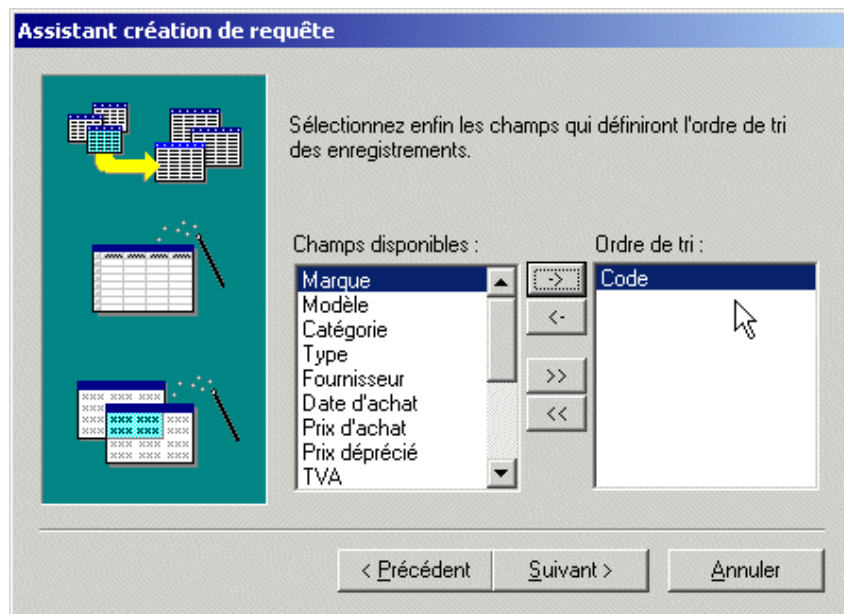 Assistant création de requête
Sélectionnez enfin les champs qui définiront l'ordre de tri
des enregistrements.
Champs disponibles :
Ordre de tri :
Marque
Modèle
Catégorie
Type
Fournisseur
Date d'achat
Prix d'achat
Prix déprécié
TVA
->
<-
>>
<<
Code
< Précédent
Suivant >
Annuler